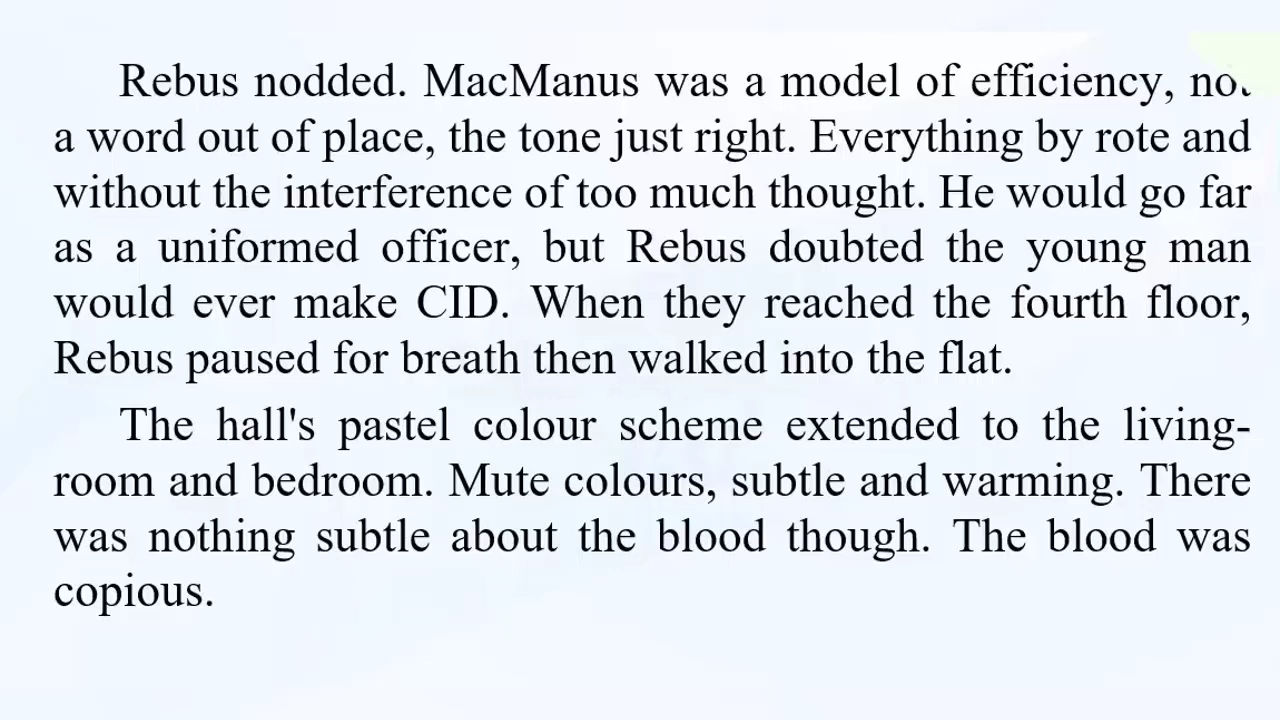 Rebus nodded. MacManus was a model of efficiency, not
a word out of place, the tone just right. Everything by rote and
without the interference of too much thought. He would go far
as a uniformed officer, but Rebus doubted the young man
would ever make CID. When they reached the fourth floor,
Rebus paused for breath then walked into the flat.
The hall's pastel colour scheme extended to the living-
room and bedroom. Mute colours, subtle and warming. There
was nothing subtle about the blood though. The blood was
copious.